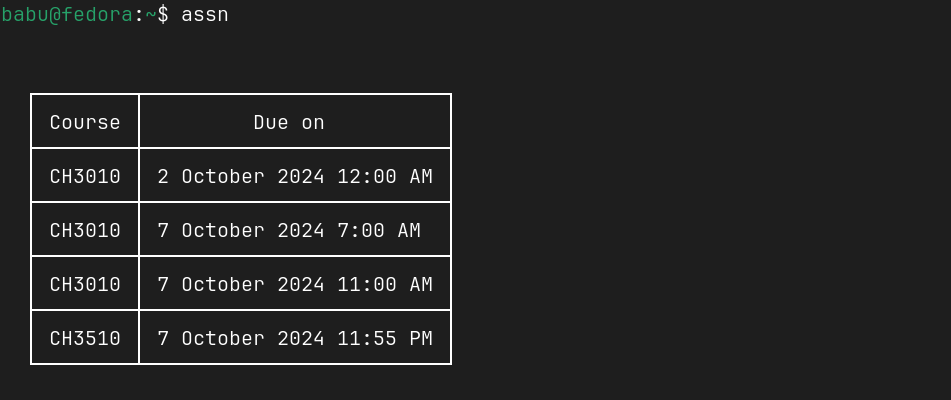 babu@fedora:~$ assn
Course Due on
CH3010 2 October 2024 12:00 AM
CH3010 7 October 2024 7:00 AM
CH3010 7 October 2024 11:00 AM
CH3510 7 October 2024 11:55 PM